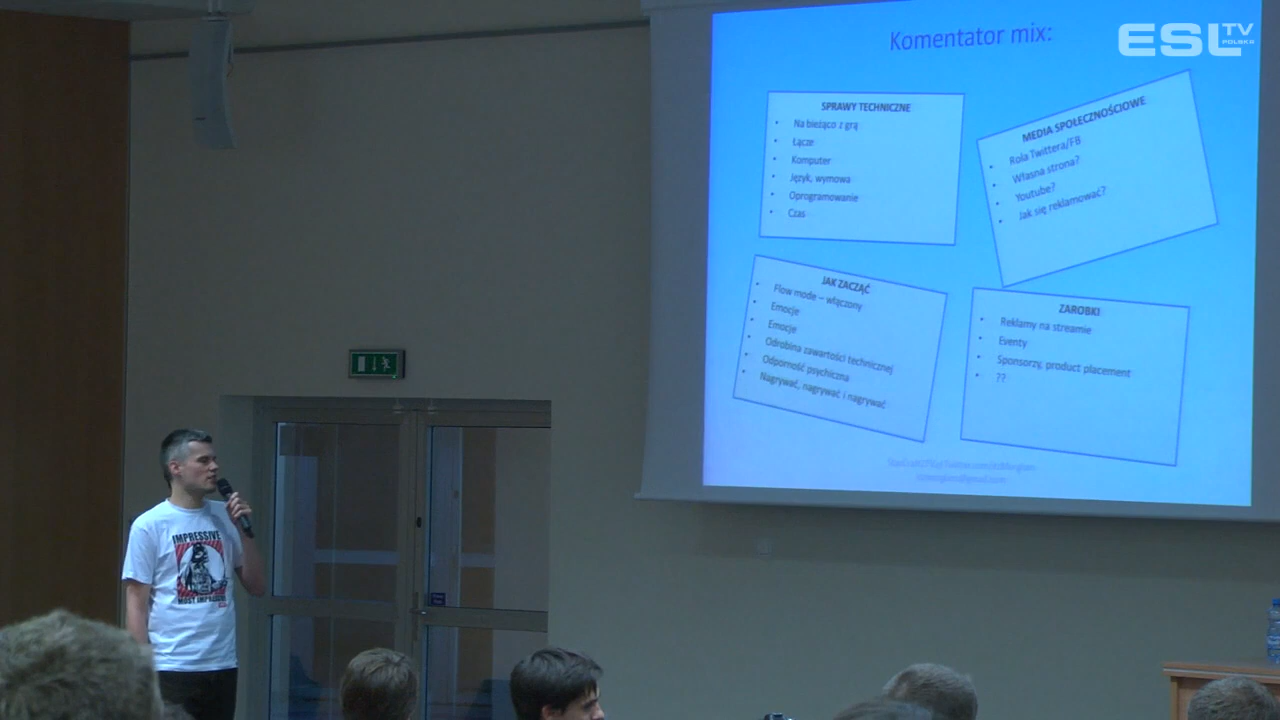 Komentator mix:
ESL TV
POLSKA
SPRAWY TECHNICZNE
• Na bieżąco z grą
• Łącze
• Komputer
• Język, wymowa
• Oprogramowanie
• Czas
MEDIA SPOŁECZNOŚCIOWE
• Rola Twittera/FB
• Własna strona?
• Youtube?
• Jak się reklamować?
JAK ZACZĄĆ
• Flow mode – włączony
• Emocje
• Emocje
• Odrobina zawartości technicznej
• Odporność psychiczna
• Nagrywać, nagrywać i nagrywać
ZAROBKI
• Reklamy na streamie
• Eventy
• Sponsorzy, product placement
• ??
IMPRESSIVE
MOST IMPRESSIVE